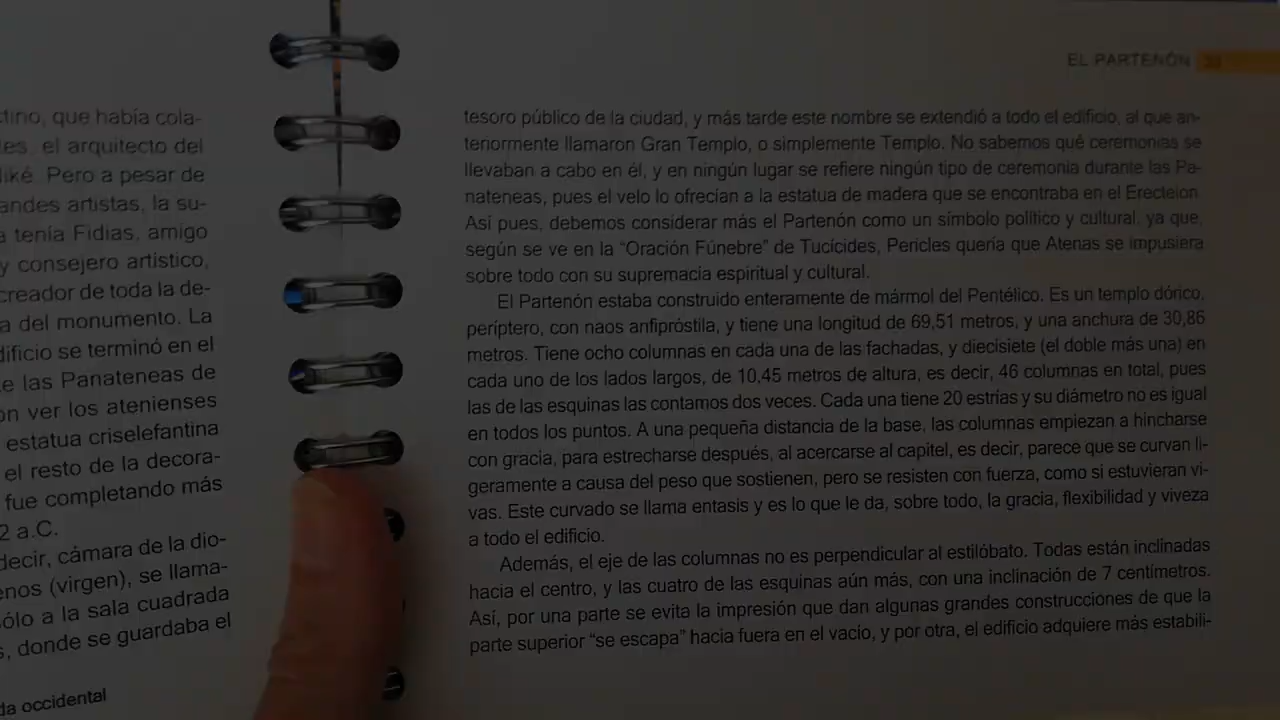 ctino, que había cola-
les, el arquitecto del
Niké. Pero a pesar de
andes artistas, la su-
a tenía Fidias, amigo
y consejero artístico,
creador de toda la de-
a del monumento. La
dificio se terminó en el
e las Panateneas de
on ver los atenienses
estatua criselefantina
el resto de la decora-
fue completando más
2 a.C.
decir, cámara de la dio-
enos (virgen), se llama-
sólo a la sala cuadrada
s, donde se guardaba el
da occidental
EL PARTENÓN
tesoro público de la ciudad, y más tarde este nombre se extendió a todo el edificio, al que an-
teriormente llamaron Gran Templo, o simplemente Templo. No sabemos qué ceremonias se
llevaban a cabo en él, y en ningún lugar se refiere ningún tipo de ceremonia durante las Pa-
nateneas, pues el velo lo ofrecían a la estatua de madera que se encontraba en el Erecteion.
Así pues, debemos considerar más el Partenón como un símbolo político y cultural, ya que,
según se ve en la “Oración Fúnebre” de Tucícides, Pericles quería que Atenas se impusiera
sobre todo con su supremacía espiritual y cultural.
El Partenón estaba construido enteramente de mármol del Pentélico. Es un templo dórico,
períptero, con naos anfipróstila, y tiene una longitud de 69,51 metros, y una anchura de 30,86
metros. Tiene ocho columnas en cada una de las fachadas, y diecisiete (el doble más una) en
cada uno de los lados largos, de 10,45 metros de altura, es decir, 46 columnas en total, pues
las de las esquinas las contamos dos veces. Cada una tiene 20 estrías y su diámetro no es igual
en todos los puntos. A una pequeña distancia de la base, las columnas empiezan a hincharse
con gracia, para estrecharse después, al acercarse al capitel, es decir, parece que se curvan li-
geramente a causa del peso que sostienen, pero se resisten con fuerza, como si estuvieran vi-
vas. Este curvado se llama entasis y es lo que le da, sobre todo, la gracia, flexibilidad y viveza
a todo el edificio.
Además, el eje de las columnas no es perpendicular al estilóbato. Todas están inclinadas
hacia el centro, y las cuatro de las esquinas aún más, con una inclinación de 7 centímetros.
Así, por una parte se evita la impresión que dan algunas grandes construcciones de que la
parte superior “se escapa” hacia fuera en el vacío, y por otra, el edificio adquiere más estabili-